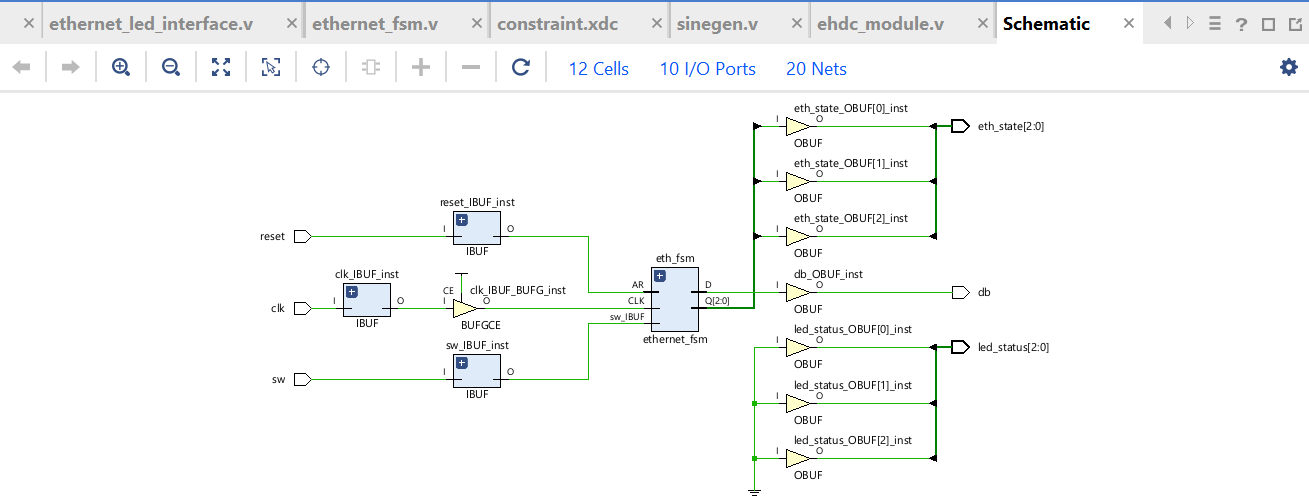 ethernet_led_interface.v × ethernet_fsm.v × constraint.xdc × sinegen.v × ehdc_module.v × Schematic ×
12 Cells 10 I/O Ports 20 Nets
eth_state_OBUF[0]_inst
I O
OBUF
eth_state[2:0]
eth_state_OBUF[1]_inst
I O
OBUF
eth_state_OBUF[2]_inst
I O
OBUF
reset
reset_IBUF_inst
I O
IBUF
clk
clk_IBUF_inst
I O
IBUF
CE
clk_IBUF_BUFG_inst
I O
BUFGCE
sw
sw_IBUF_inst
I O
IBUF
eth_fsm
AR D
CLK Q[2:0]
sw_IBUF
ethernet_fsm
db_OBUF_inst
I O
OBUF
db
led_status_OBUF[0]_inst
I O
OBUF
led_status[2:0]
led_status_OBUF[1]_inst
I O
OBUF
led_status_OBUF[2]_inst
I O
OBUF